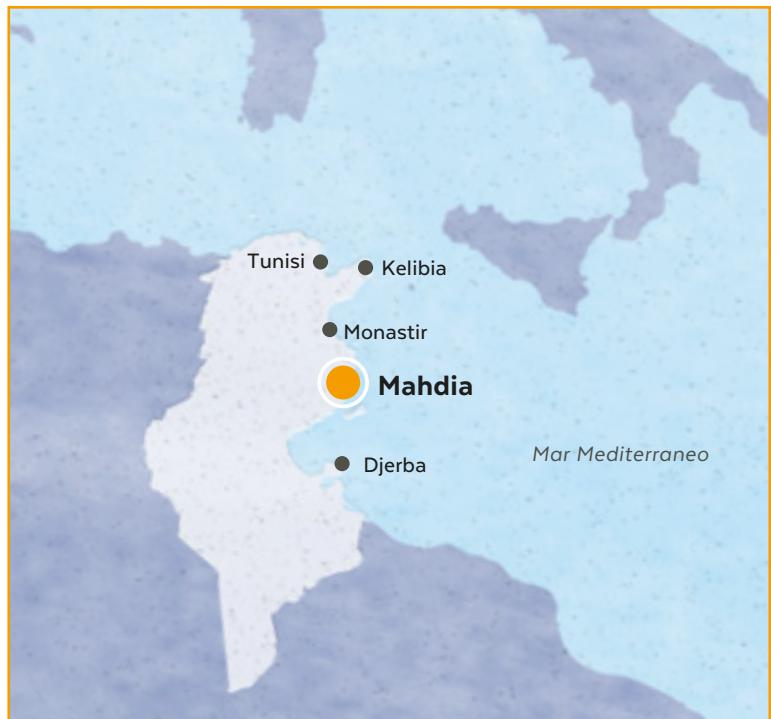 Tunisi
Kelibia
Monastir
Mahdia
Mar Mediterraneo
Djerba